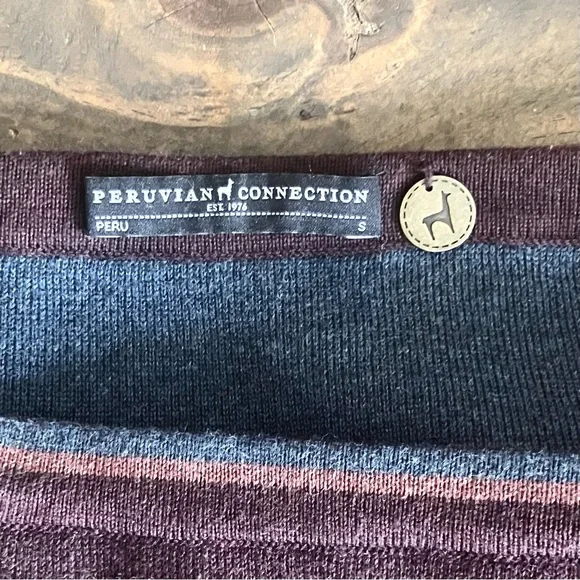 PERUVIAN CONNECTION
EST. 1976
PERU S